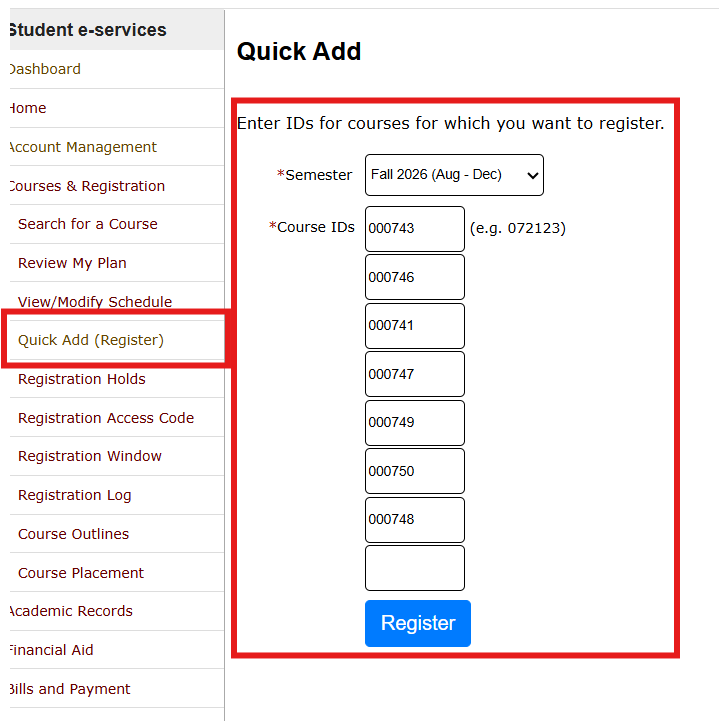 Student e-services
Dashboard
Home
Account Management
Courses & Registration
Search for a Course
Review My Plan
View/Modify Schedule
Quick Add (Register)
Registration Holds
Registration Access Code
Registration Window
Registration Log
Course Outlines
Course Placement
Academic Records
Financial Aid
Bills and Payment
Quick Add
Enter IDs for courses for which you want to register.
*Semester Fall 2026 (Aug - Dec)
*Course IDs 000743 (e.g. 072123)
000746
000741
000747
000749
000750
000748
Register